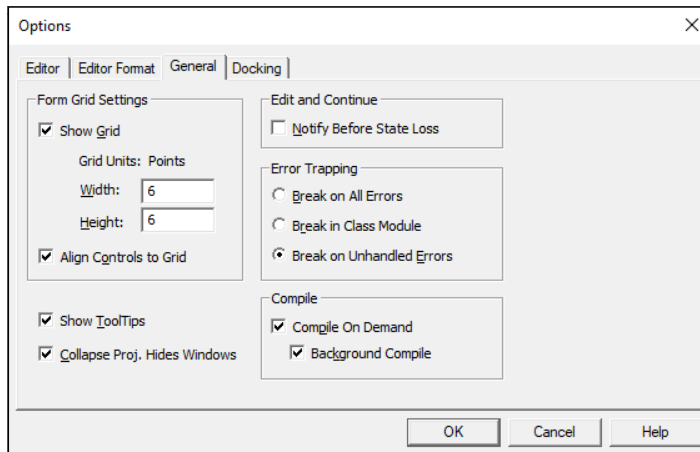 Options
Editor
Editor Format
General
Docking
Form Grid Settings
Show Grid
Grid Units: Points
Width: 6
Height: 6
Align Controls to Grid
Show ToolTips
Collapse Proj. Hides Windows
Edit and Continue
Notify Before State Loss
Error Trapping
Break on All Errors
Break in Class Module
Break on Unhandled Errors
Compile
Compile On Demand
Background Compile
OK
Cancel
Help